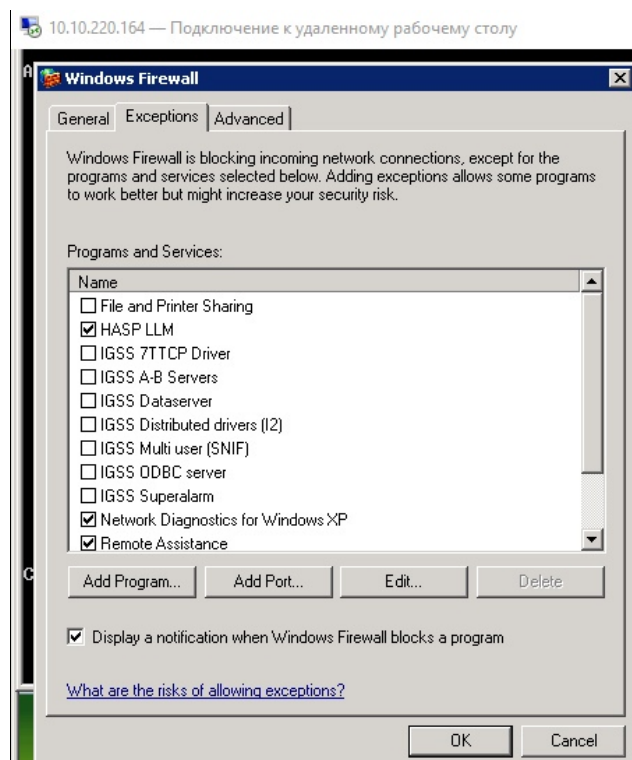 10.10.220.164 — Подключение к удаленному рабочему столу
A
Windows Firewall
General Exceptions Advanced
Windows Firewall is blocking incoming network connections, except for the
programs and services selected below. Adding exceptions allows some programs
to work better but might increase your security risk.
Programs and Services:
Name
File and Printer Sharing
HASP LLM
IGSS 7TTCP Driver
IGSS A-B Servers
IGSS Dataserver
IGSS Distributed drivers (I2)
IGSS Multi user (SNIF)
IGSS ODBC server
IGSS Superalarm
Network Diagnostics for Windows XP
Remote Assistance
C
Add Program... Add Port... Edit... Delete
Display a notification when Windows Firewall blocks a program
What are the risks of allowing exceptions?
OK Cancel